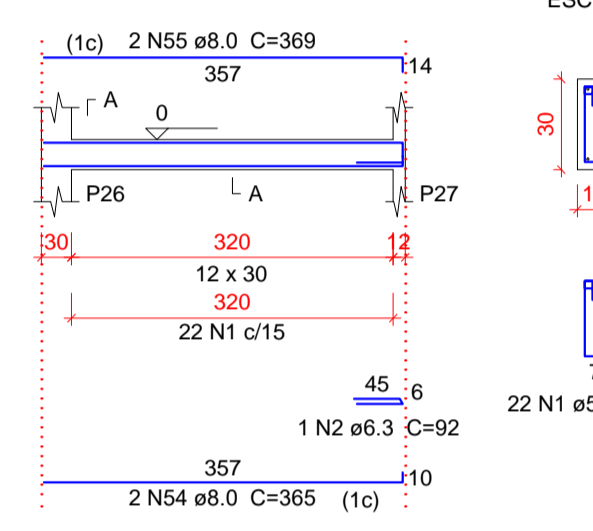 ESC
(1c) 2 N55 ø8.0 C=369
357
14
A
0
30
P26
A
P27
1
30
320
12
12 x 30
320
22 N1 c/15
45
6
22 N1 ø5
1 N2 ø6.3 C=92
357
10
2 N54 ø8.0 C=365 (1c)